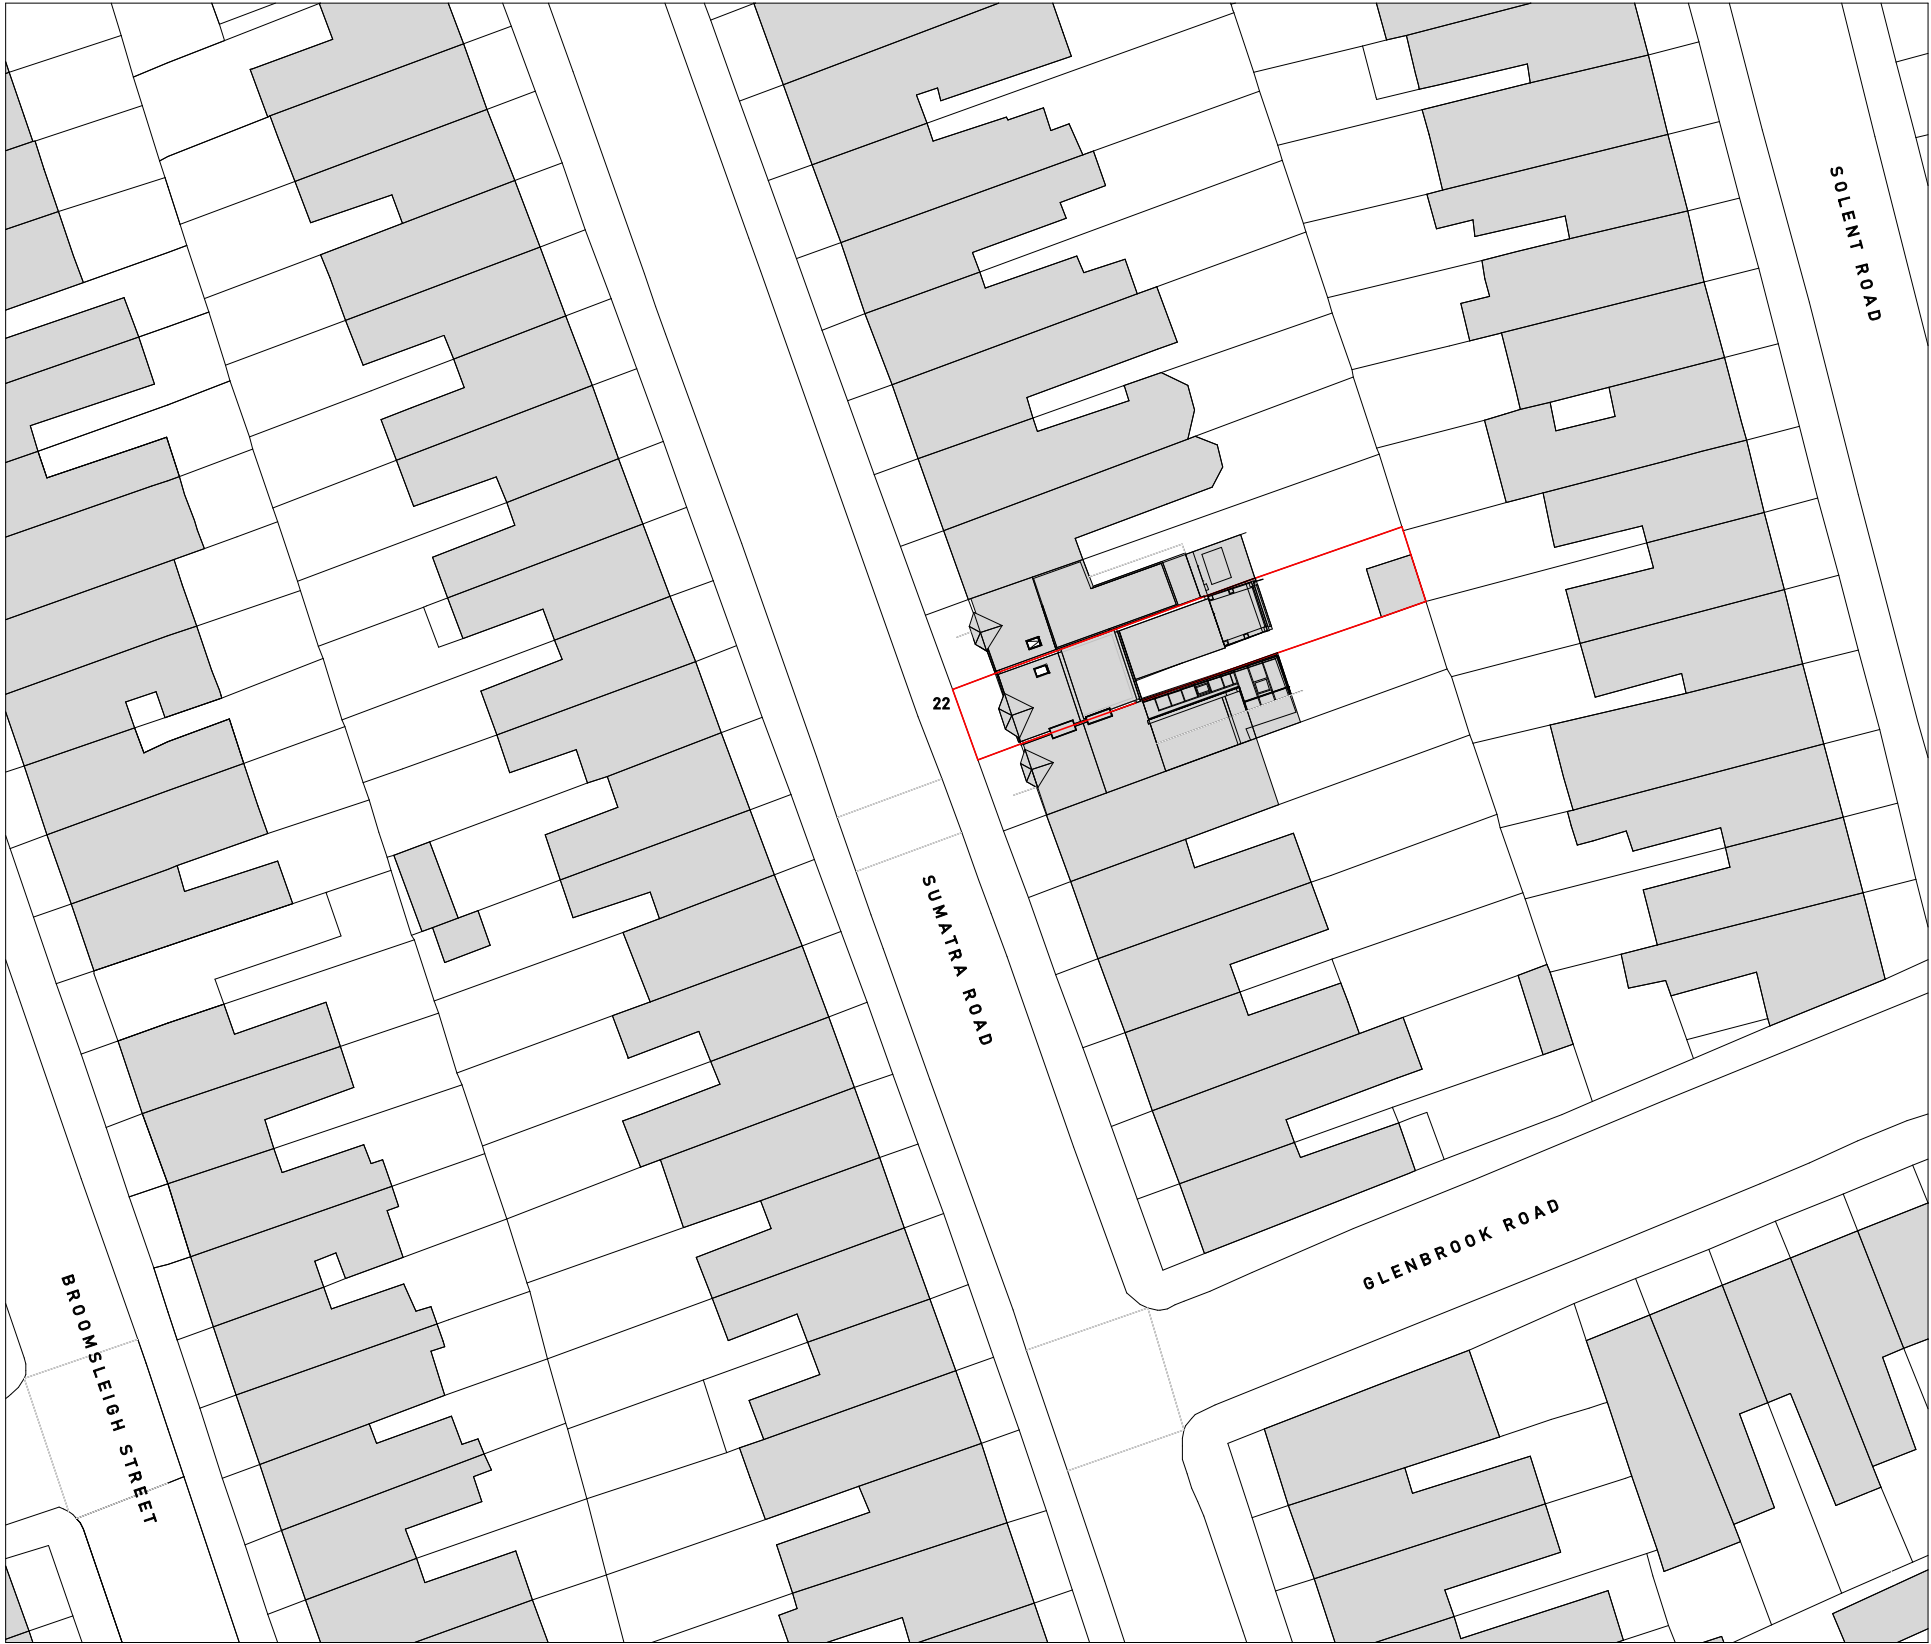 SOLENT ROAD
22
SUMATRA ROAD
GLENBROOK ROAD
BROOMSLEIGH STREET